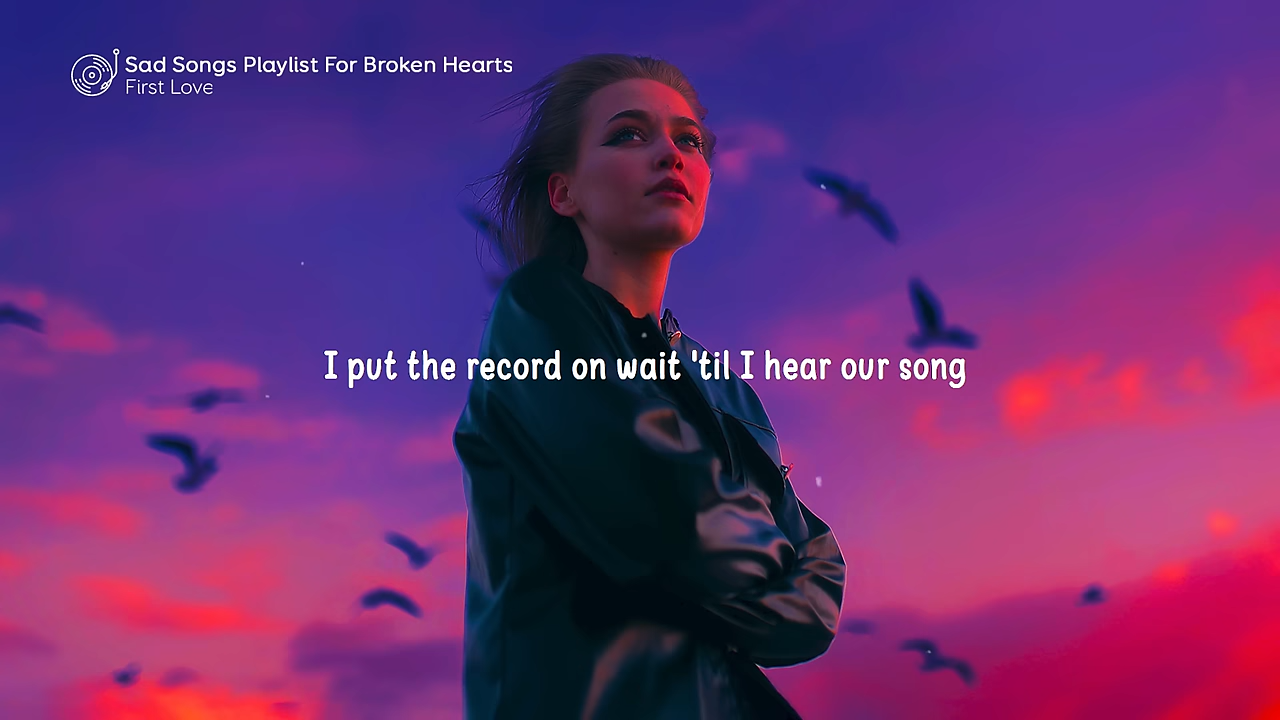 Sad Songs Playlist For Broken Hearts
First Love
I put the record on wait 'til I hear our song